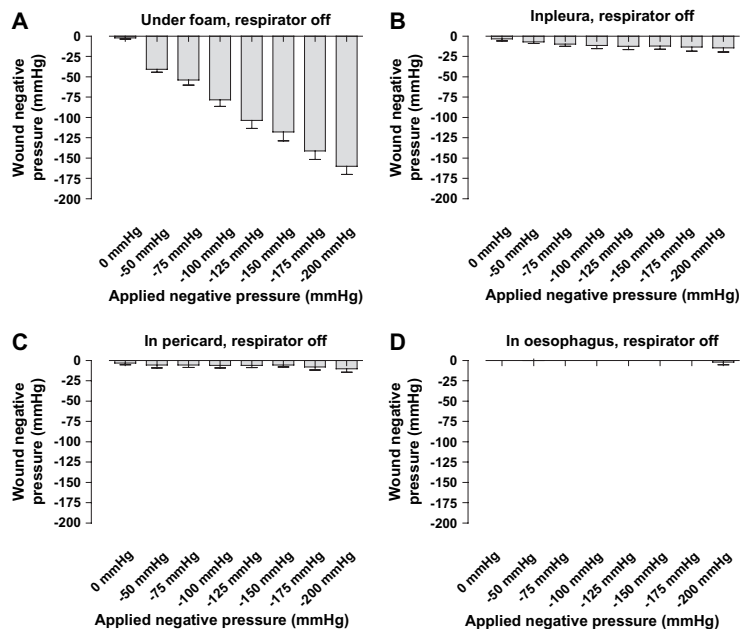 A
Under foam, respirator off
0
-25
-50
-75
-100
-125
-150
-175
-200
Wound negative
pressure (mmHg)
0 mmHg
-50 mmHg
-75 mmHg
-100 mmHg
-125 mmHg
-150 mmHg
-175 mmHg
-200 mmHg
Applied negative pressure (mmHg)
B
Inpleura, respirator off
0
-25
-50
-75
-100
-125
-150
-175
-200
Wound negative
pressure (mmHg)
0 mmHg
-50 mmHg
-75 mmHg
-100 mmHg
-125 mmHg
-150 mmHg
-175 mmHg
-200 mmHg
Applied negative pressure (mmHg)
C
In pericard, respirator off
0
-25
-50
-75
-100
-125
-150
-175
-200
Wound negative
pressure (mmHg)
0 mmHg
-50 mmHg
-75 mmHg
-100 mmHg
-125 mmHg
-150 mmHg
-175 mmHg
-200 mmHg
Applied negative pressure (mmHg)
D
In oesophagus, respirator off
0
-25
-50
-75
-100
-125
-150
-175
-200
Wound negative
pressure (mmHg)
0 mmHg
-50 mmHg
-75 mmHg
-100 mmHg
-125 mmHg
-150 mmHg
-175 mmHg
-200 mmHg
Applied negative pressure (mmHg)